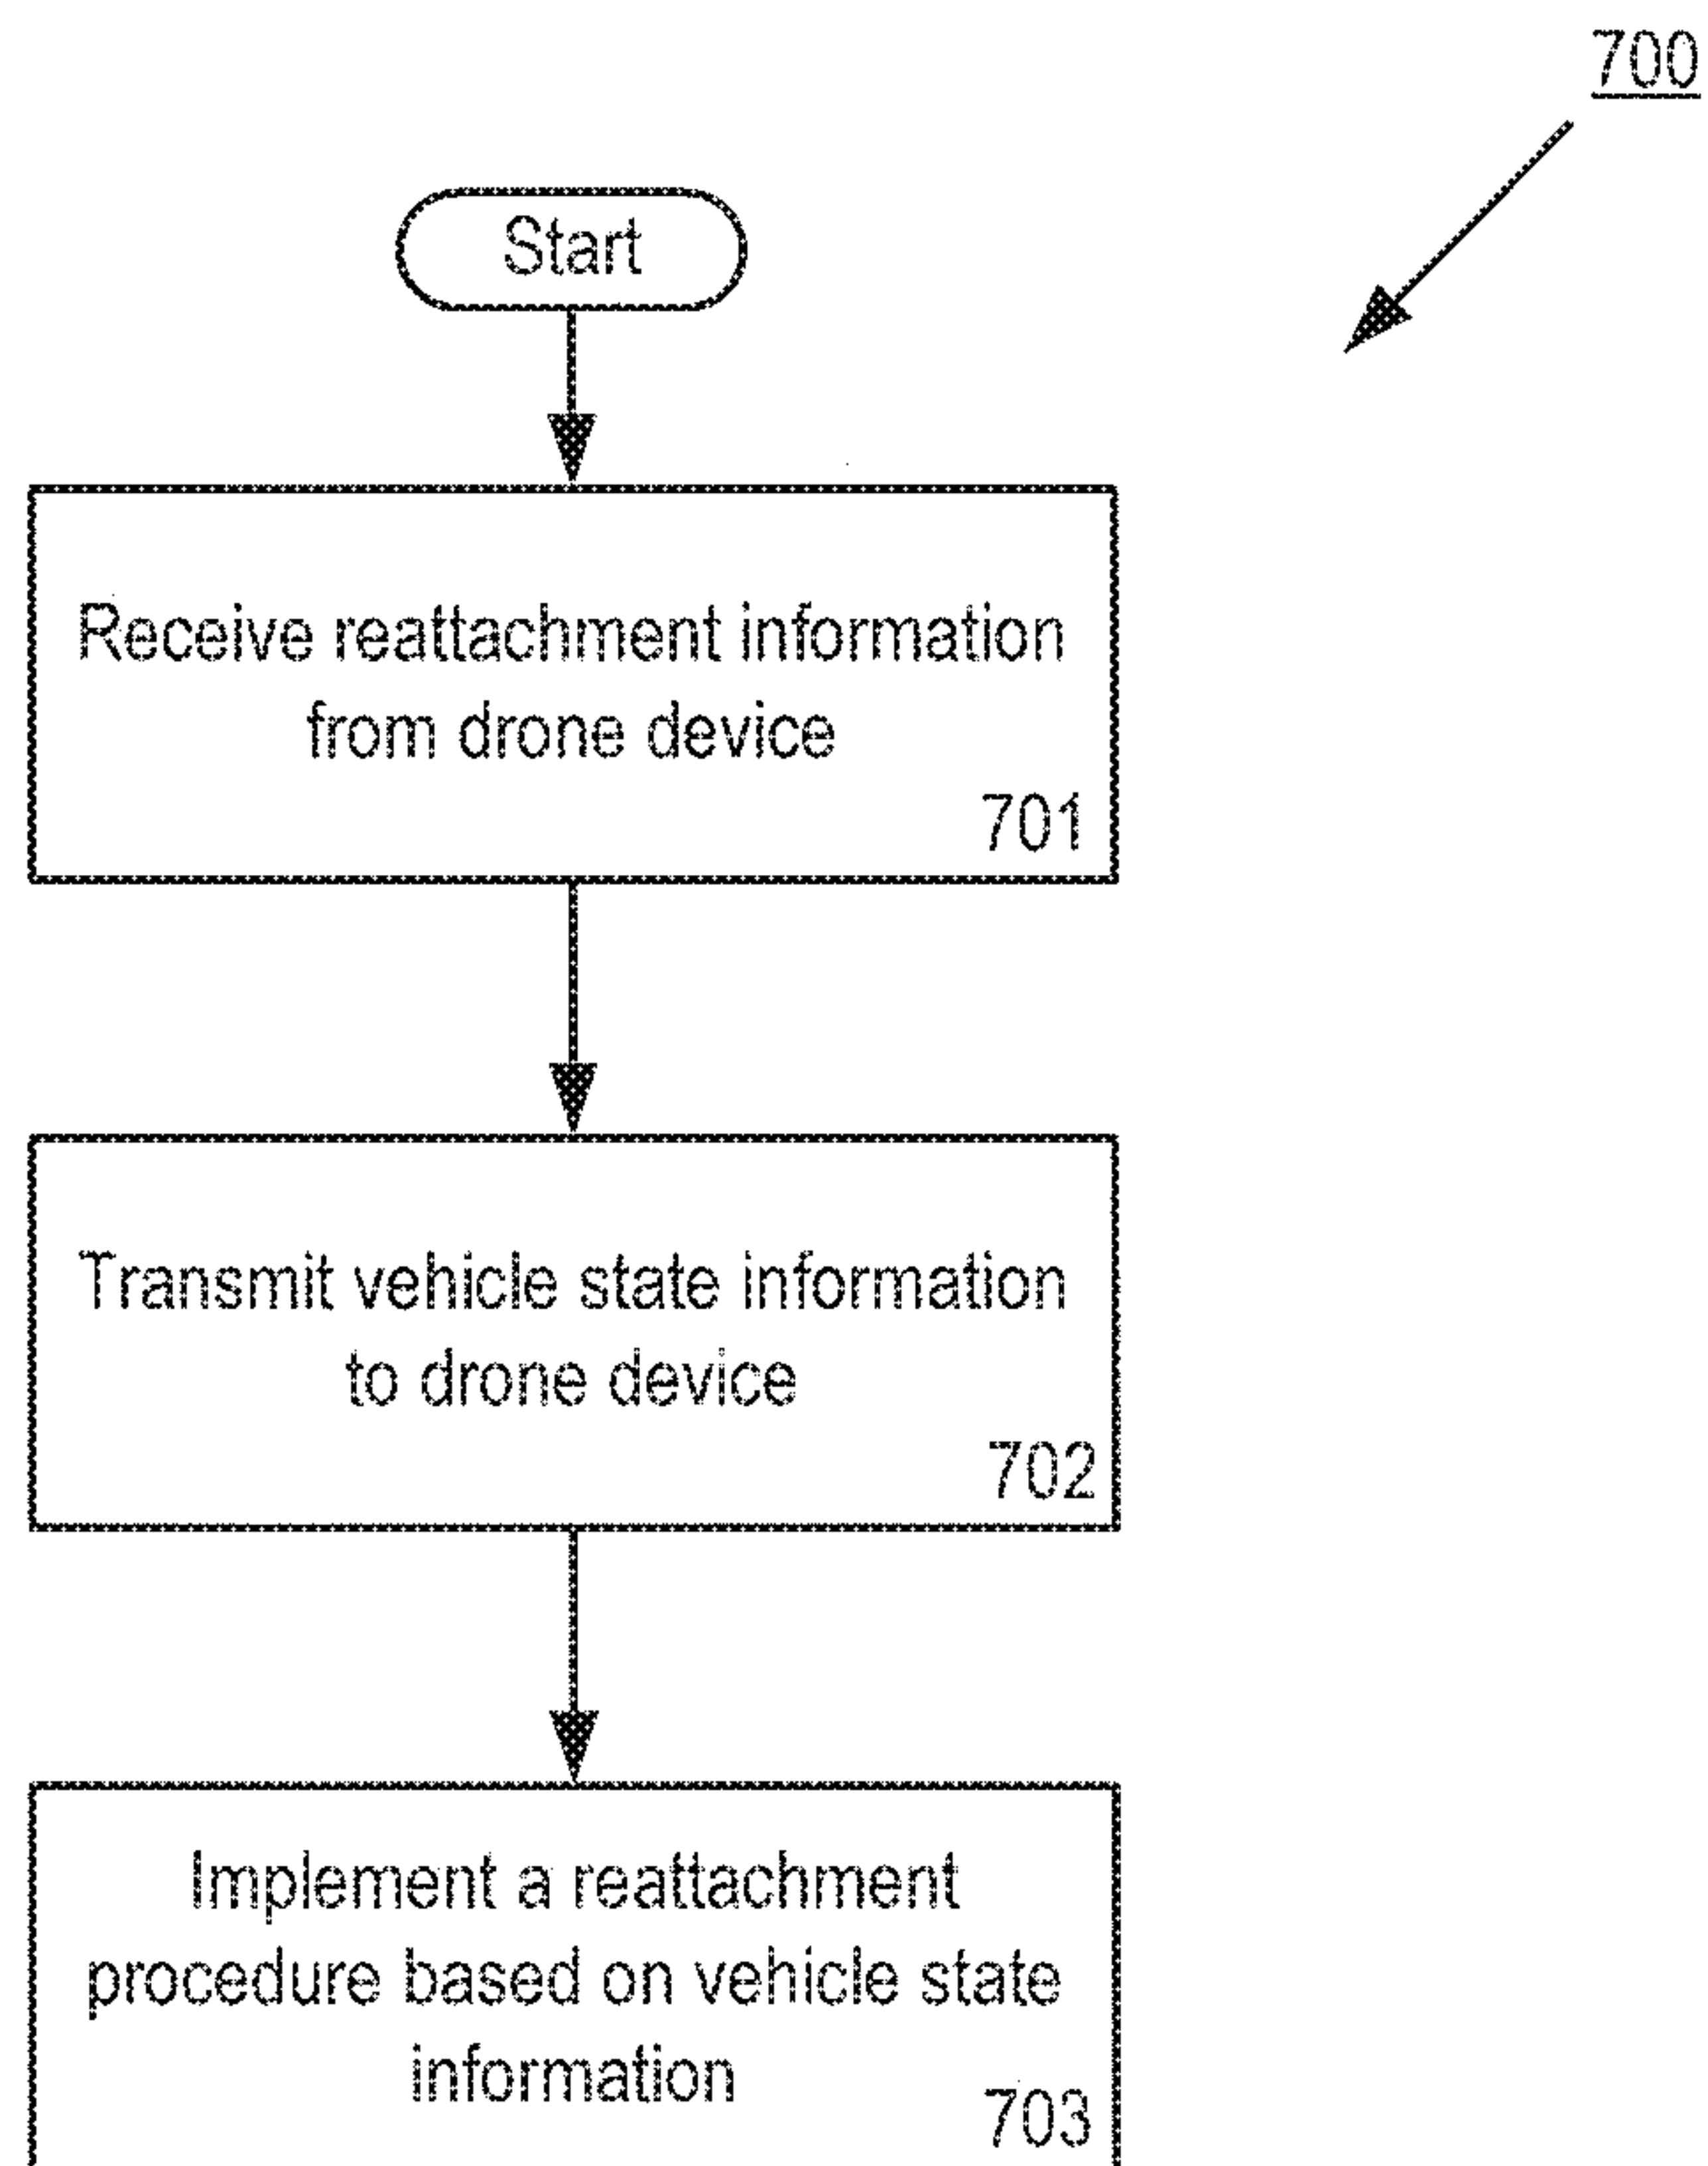 700
Start
Receive reattachment information
from drone device
701
Transmit vehicle state information
to drone device
702
Implement a reattachment
procedure based on vehicle state
information
703